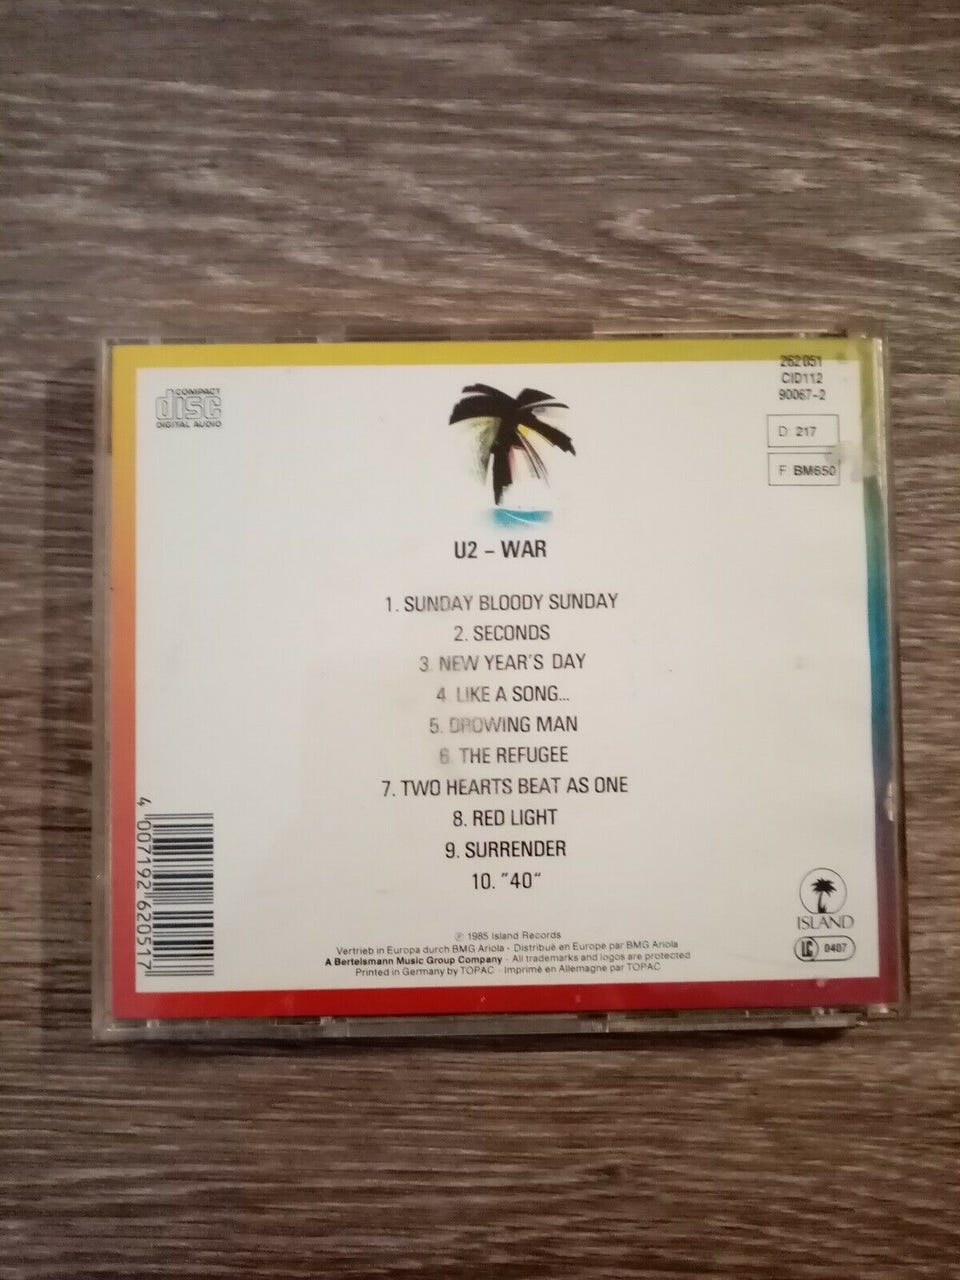 COMPACT
disc
DIGITAL AUDIO
262 051
CID112
90067-2
D 217
F BM650
U2 – WAR
1. SUNDAY BLOODY SUNDAY
2. SECONDS
3. NEW YEAR'S DAY
4. LIKE A SONG...
5. DROWING MAN
6. THE REFUGEE
7. TWO HEARTS BEAT AS ONE
8. RED LIGHT
9. SURRENDER
10. "40"
4 007192 620517
ISLAND
LC 0407
℗ 1985 Island Records
Vertrieb in Europa durch BMG Ariola · Distribué en Europe par BMG Ariola
A Bertelsmann Music Group Company · All trademarks and logos are protected
Printed in Germany by TOPAC · Imprimé en Allemagne par TOPAC